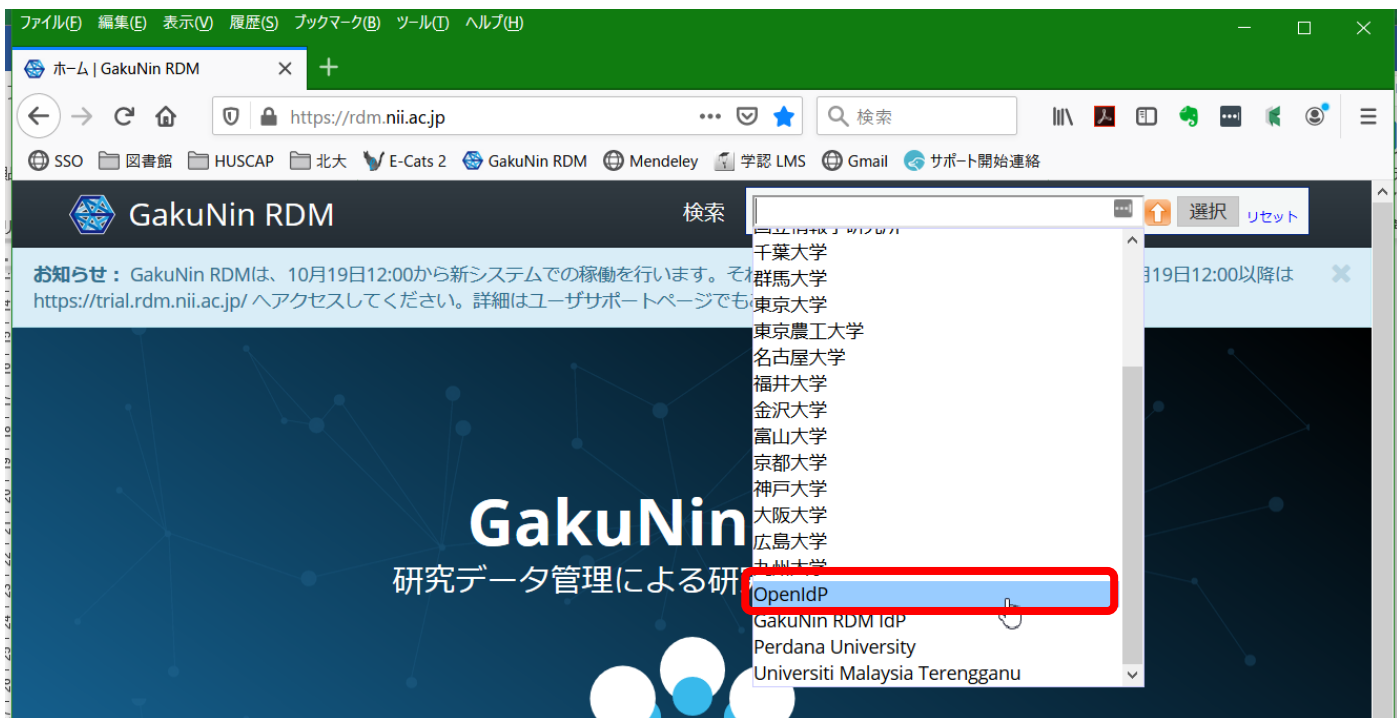 ファイル(F) 編集(E) 表示(V) 履歴(S) ブックマーク(B) ツール(T) ヘルプ(H)
ホーム | GakuNin RDM
https://rdm.nii.ac.jp
検索
SSO 図書館 HUSCAP 北大 E-Cats 2 GakuNin RDM Mendeley 学認 LMS Gmail サポート開始連絡
GakuNin RDM 検索 選択 リセット
お知らせ： GakuNin RDMは、10月19日12:00から新システムでの稼働を行います。 月19日12:00以降は
https://trial.rdm.nii.ac.jp/ へアクセスしてください。詳細はユーザサポートページでも
千葉大学
群馬大学
東京大学
東京農工大学
名古屋大学
福井大学
金沢大学
富山大学
京都大学
神戸大学
大阪大学
広島大学
九州大学
OpenIdP
GakuNin RDM IdP
Perdana University
Universiti Malaysia Terengganu
GakuNin
研究データ管理による研